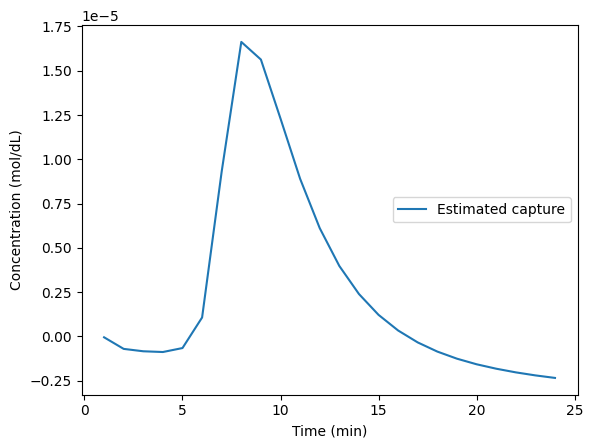 1e−5
1.75
1.50
1.25
1.00
0.75
0.50
0.25
0.00
−0.25
Concentration (mol/dL)
Estimated capture
0 5 10 15 20 25
Time (min)